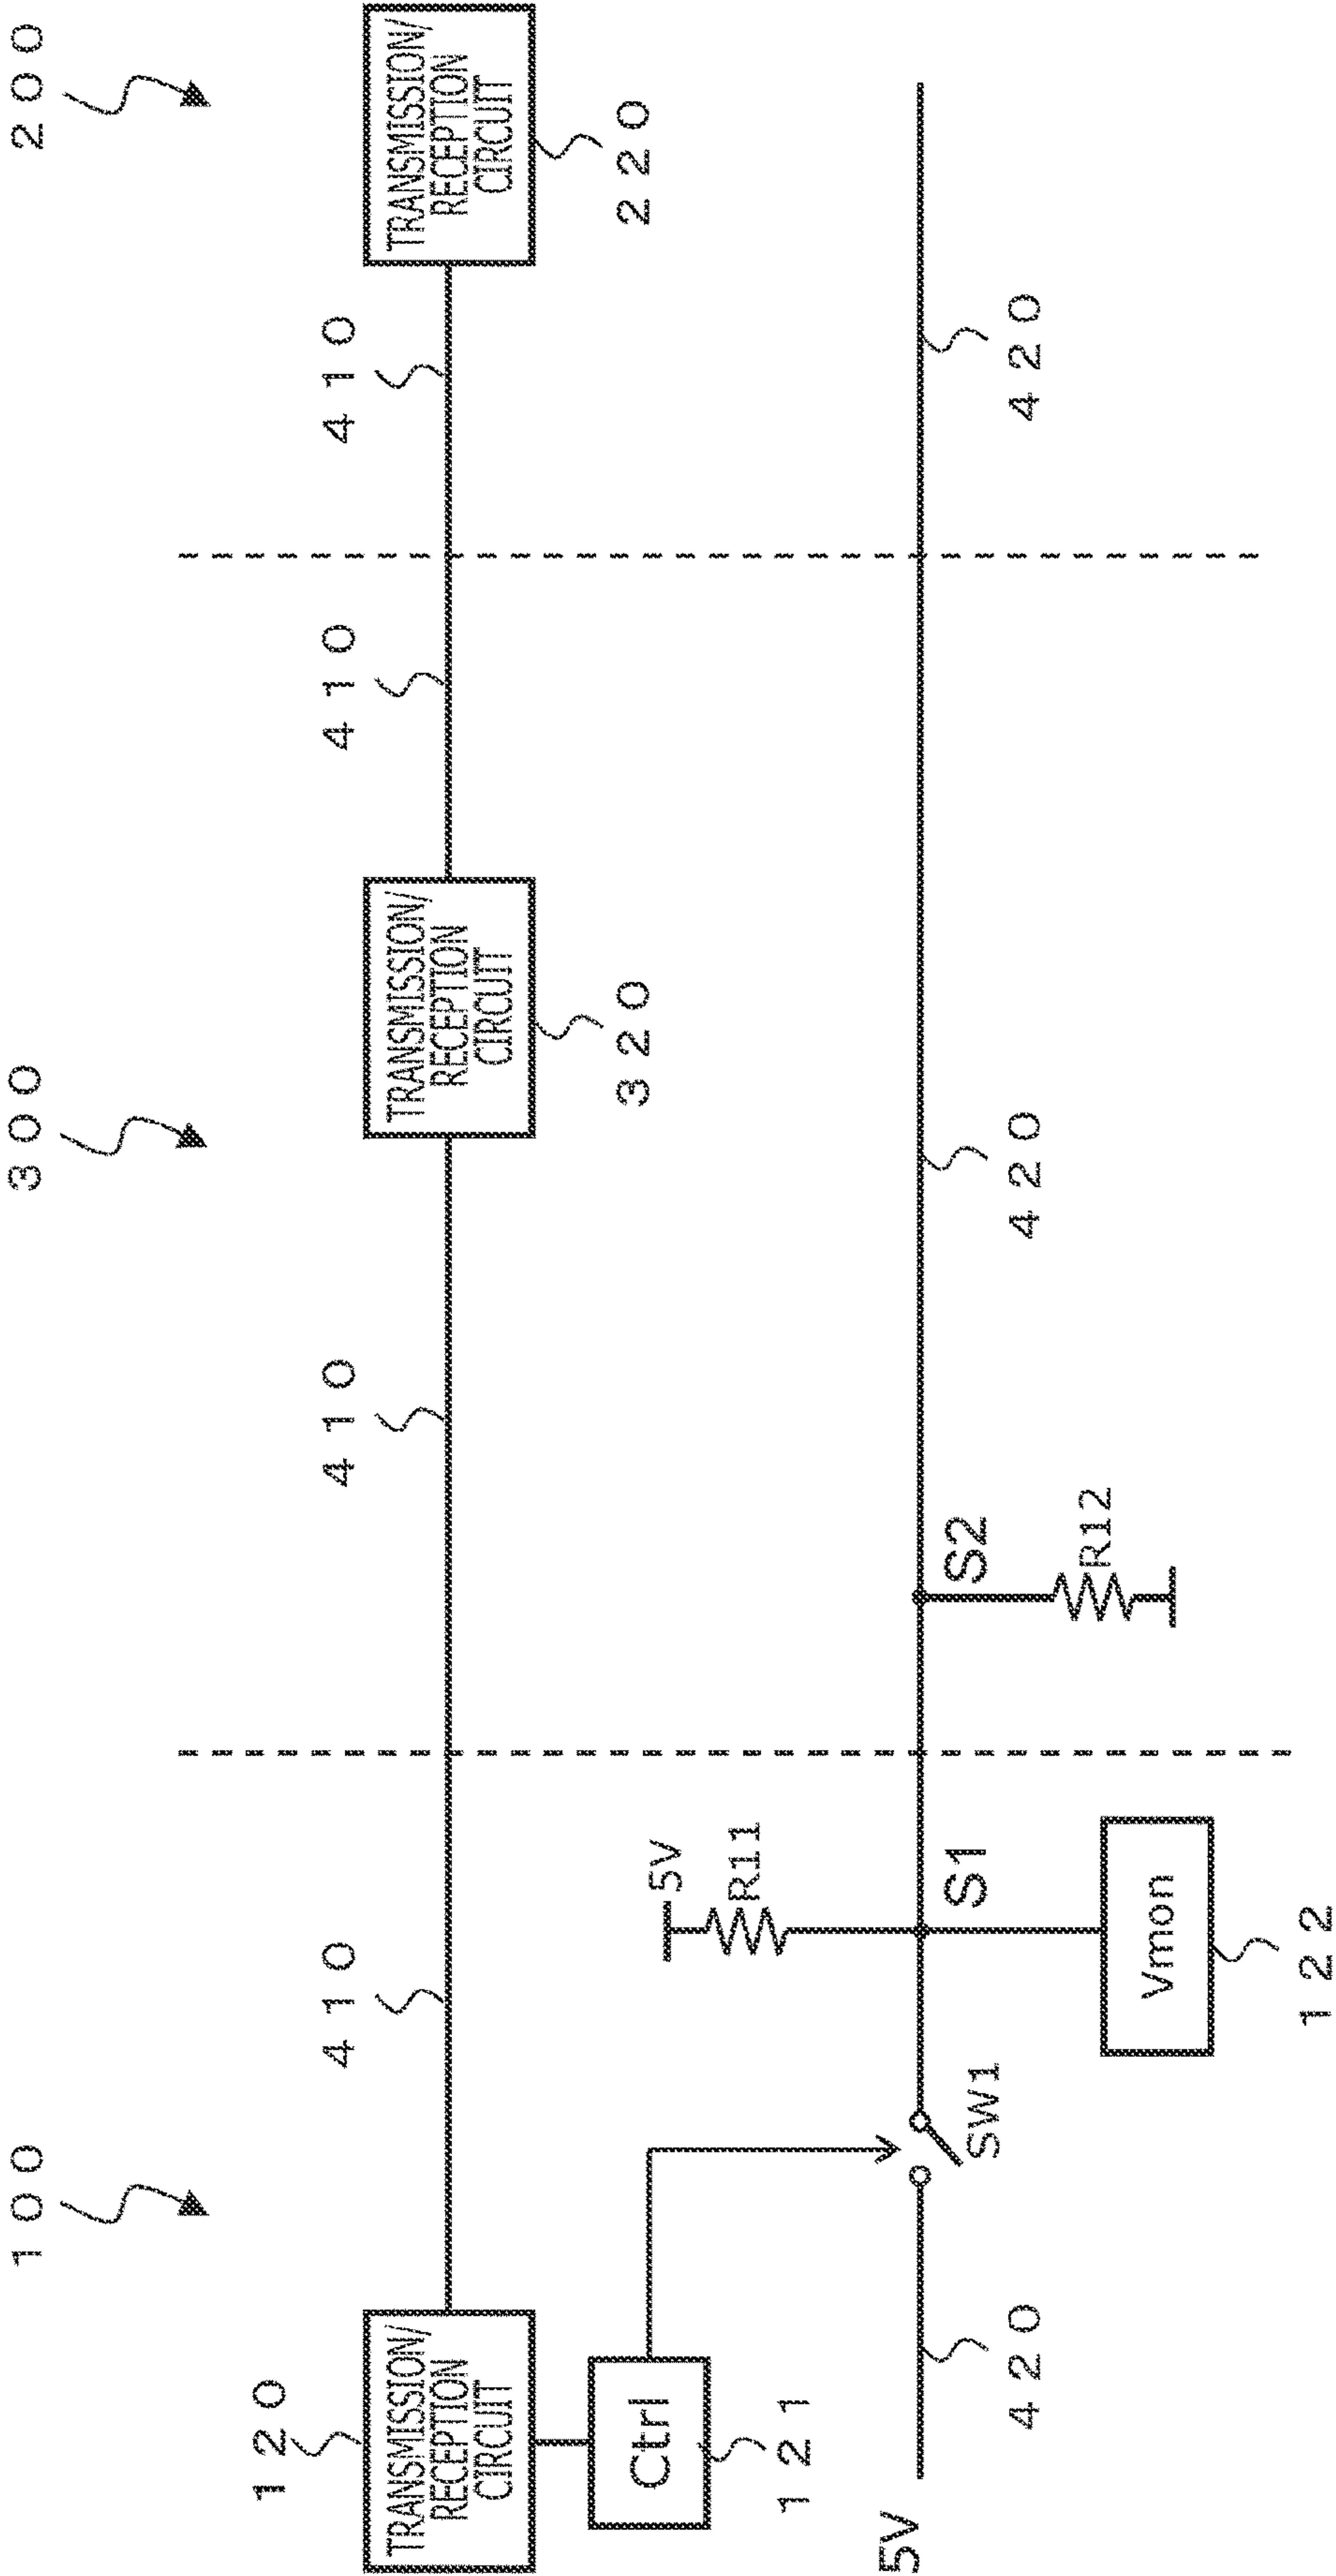 100
300
200
120
410
410
410
410
TRANSMISSION/
RECEPTION
CIRCUIT
TRANSMISSION/
RECEPTION
CIRCUIT
TRANSMISSION/
RECEPTION
CIRCUIT
320
220
Ctrl
121
5V
R11
5V
SW1
S1
S2
420
420
420
R12
Vmon
122